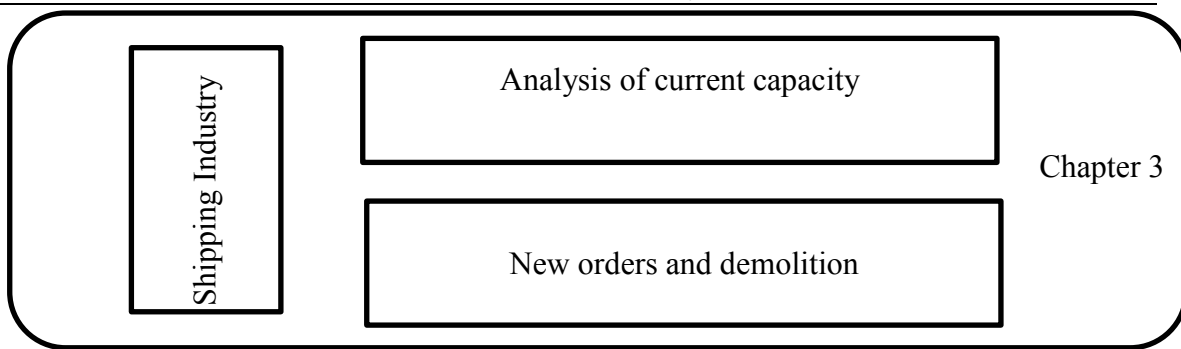 Shipping Industry
Analysis of current capacity
Chapter 3
New orders and demolition